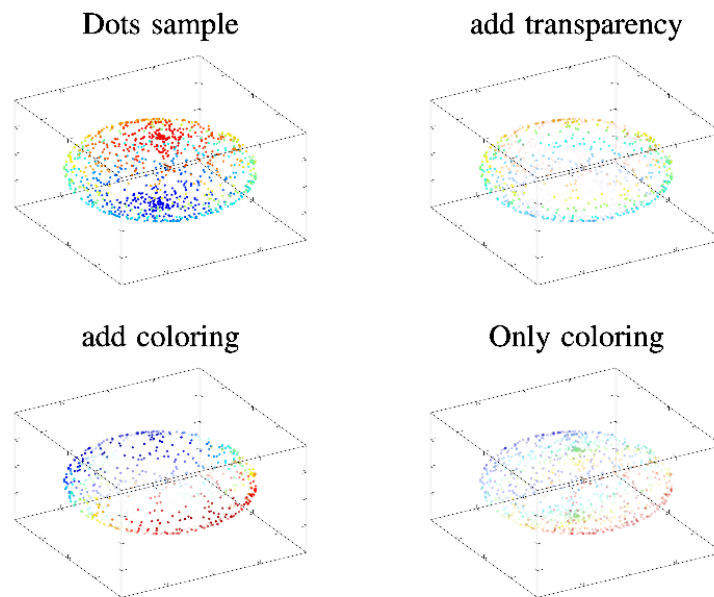 Dots sample
add transparency
add coloring
Only coloring